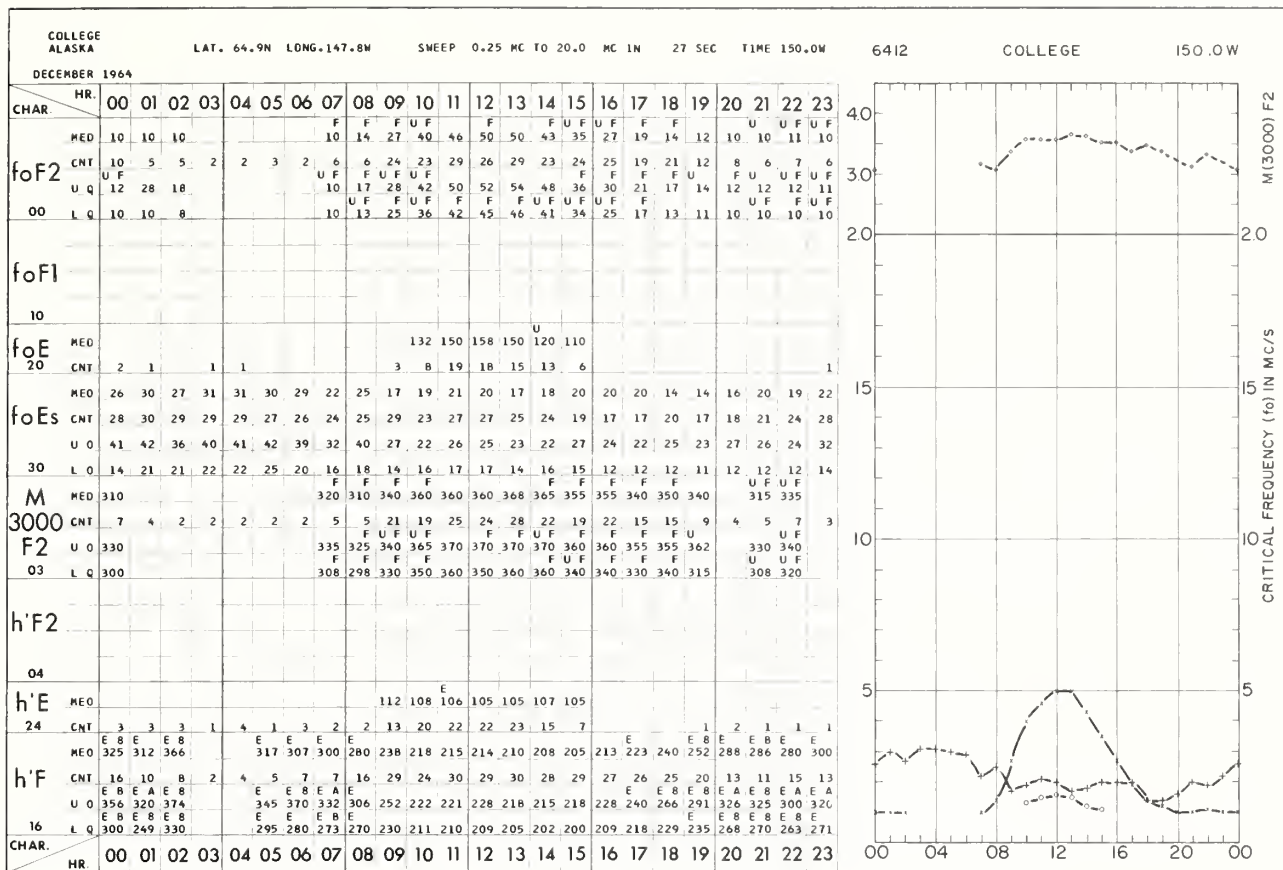 COLLEGE
ALASKA LAT. 64.9N LONG.147.8W SWEEP 0.25 MC TO 20.0 MC IN 27 SEC TIME 150.0W
DECEMBER 1964
CHAR. HR. 00 01 02 03 04 05 06 07 08 09 10 11 12 13 14 15 16 17 18 19 20 21 22 23
F F F U F F U F U F F F U U F U F
foF2 MED 10 10 10 10 14 27 40 46 50 50 43 35 27 19 14 12 10 10 11 10
CNT 10 5 5 2 2 3 2 6 6 24 23 29 26 29 23 24 25 19 21 12 8 6 7 6
U F U F F U F U F F F F F U F U U F U F
U Q 12 28 18 10 17 28 42 50 52 54 48 36 30 21 17 14 12 12 12 11
U F F U F F F F U F U F U F F F F U F
00 L Q 10 10 8 10 13 25 36 42 45 46 41 34 25 17 13 11 10 10 10 10
foF1
10
U
foE MED 132 150 158 150 120 110
20 CNT 2 1 1 1 3 8 19 18 15 13 6 1
MED 26 30 27 31 31 30 29 22 25 17 19 21 20 17 18 20 20 20 14 14 16 20 19 22
foEs CNT 28 30 29 29 29 27 26 24 25 29 23 27 27 25 24 19 17 17 20 17 18 21 24 28
U Q 41 42 36 40 41 42 39 32 40 27 22 26 25 23 22 27 24 22 25 23 27 26 24 32
30 L Q 14 21 21 22 22 25 20 16 18 14 16 17 17 14 16 15 12 12 12 11 12 12 12 14
F F F F F F F F F U F U F
M MED 310 320 310 340 360 360 360 368 365 355 355 340 350 340 315 335
3000 CNT 7 4 2 2 2 2 2 5 5 21 19 25 24 28 22 19 22 15 15 9 4 5 7 3
F U F U F F U F F F F F U U F
F2 U Q 330 335 325 340 365 370 370 370 370 360 360 355 355 362 330 340
F F F F F U F F F F U U F
03 L Q 300 308 298 330 350 360 350 360 360 340 340 330 340 315 308 320
h'F2
04
E
h'E MED 112 108 106 105 105 107 105
24 CNT 3 3 3 1 4 1 3 2 2 13 20 22 22 23 15 7 1 2 1 1 1
E B E E E E E E E E B E E B E E
MED 325 312 366 317 307 300 280 238 218 215 214 210 208 205 213 223 240 252 288 286 280 300
h'F CNT 16 10 8 2 4 5 7 7 16 29 24 30 29 30 28 29 27 26 25 20 13 11 15 13
E B E A E B E E B E A E E E B E B E A E B E A
U Q 356 320 374 345 370 332 306 252 222 221 228 218 215 218 228 240 266 291 326 325 300 320
E B E B E B E E E B E E E B E B E B E
16 L Q 300 249 330 295 280 273 270 230 211 210 209 205 202 200 209 218 229 235 268 270 263 271
CHAR. HR. 00 01 02 03 04 05 06 07 08 09 10 11 12 13 14 15 16 17 18 19 20 21 22 23
6412 COLLEGE 150.0W
4.0
3.0
2.0 2.0
15 15
10 10
5 5
00 04 08 12 16 20 00
M(3000) F2
CRITICAL FREQUENCY (fo) IN MC/S